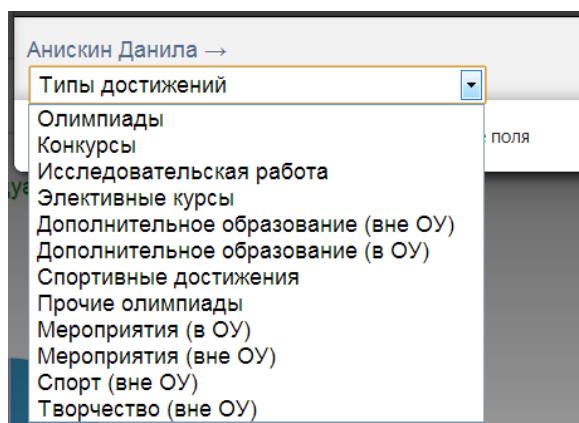 Анискин Данила →
Типы достижений
Олимпиады
Конкурсы
поля
Исследовательская работа
Элективные курсы
Дополнительное образование (вне ОУ)
Дополнительное образование (в ОУ)
Спортивные достижения
Прочие олимпиады
Мероприятия (в ОУ)
Мероприятия (вне ОУ)
Спорт (вне ОУ)
Творчество (вне ОУ)